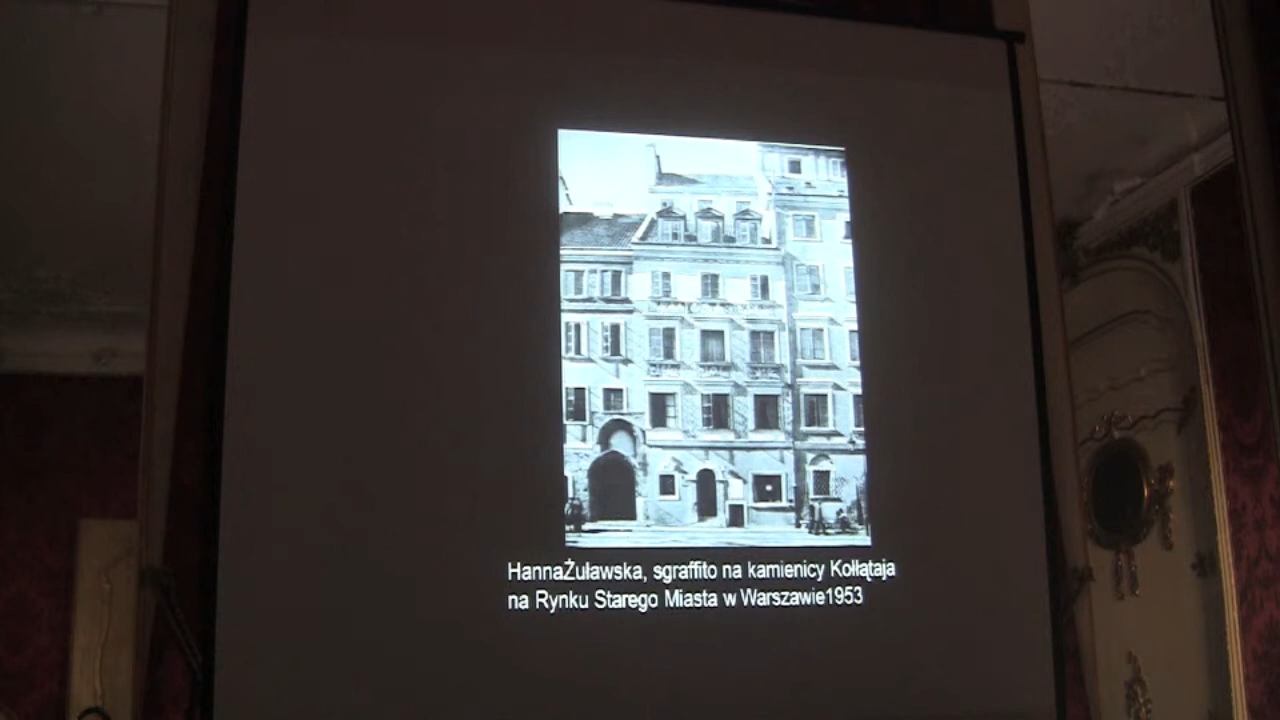 HannaŻuławska, sgraffito na kamienicy Kołłątaja
na Rynku Starego Miasta w Warszawie1953